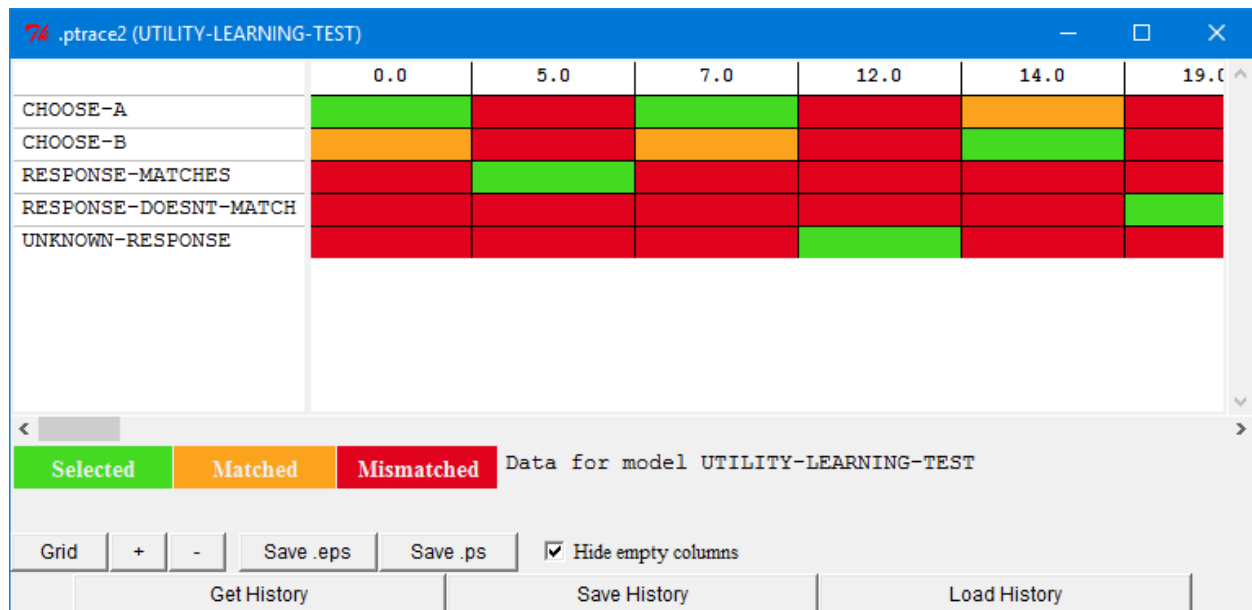 .ptrace2 (UTILITY-LEARNING-TEST)
0.0 5.0 7.0 12.0 14.0 19.0
CHOOSE-A
CHOOSE-B
RESPONSE-MATCHES
RESPONSE-DOESNT-MATCH
UNKNOWN-RESPONSE
Selected Matched Mismatched Data for model UTILITY-LEARNING-TEST
Grid + - Save .eps Save .ps Hide empty columns
Get History Save History Load History